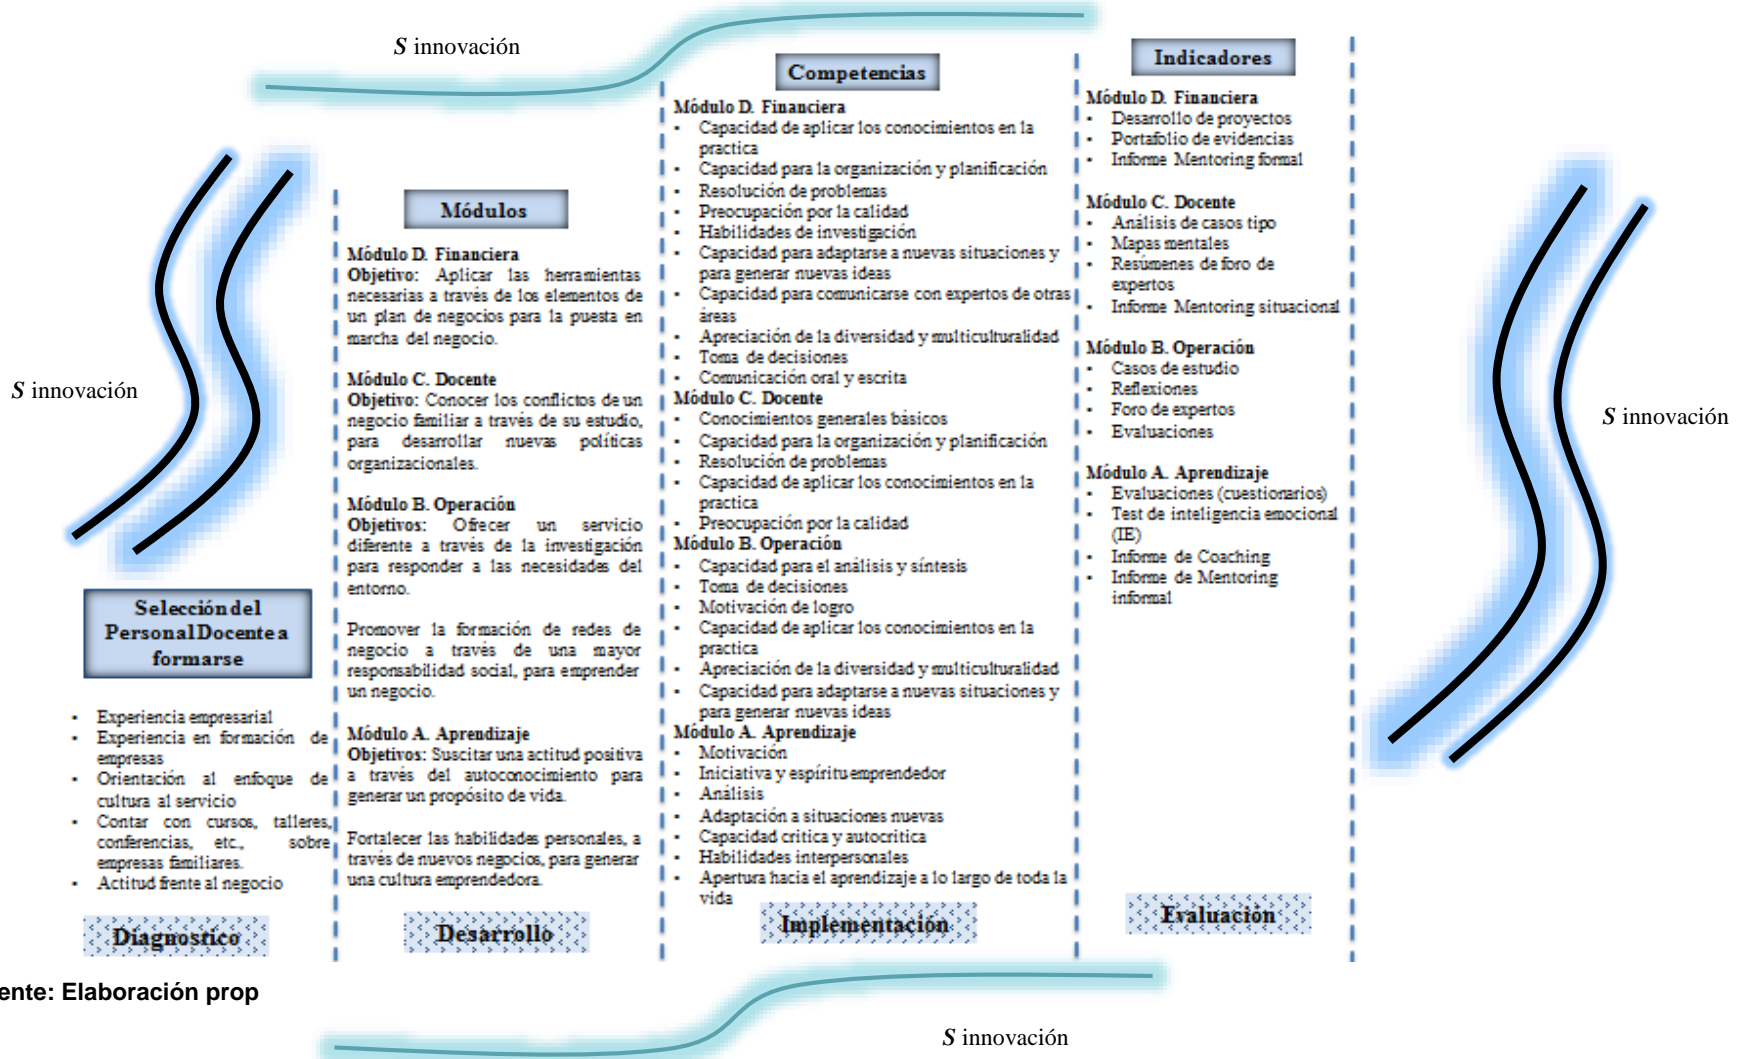 S innovación
S innovación
Selección del
Personal Docente a
formarse
▪ Experiencia empresarial
▪ Experiencia en formación de
empresas
▪ Orientación al enfoque de
cultura al servicio
▪ Contar con cursos, talleres,
conferencias, etc., sobre
empresas familiares.
▪ Actitud frente al negocio
Diagnostico
Módulos
Módulo D. Financiera
Objetivo: Aplicar las herramientas
necesarias a través de los elementos de
un plan de negocios para la puesta en
marcha del negocio.
Módulo C. Docente
Objetivo: Conocer los conflictos de un
negocio familiar a través de su estudio,
para desarrollar nuevas políticas
organizacionales.
Módulo B. Operación
Objetivos: Ofrecer un servicio
diferente a través de la investigación
para responder a las necesidades del
entorno.
Promover la formación de redes de
negocio a través de una mayor
responsabilidad social, para emprender
un negocio.
Módulo A. Aprendizaje
Objetivos: Suscitar una actitud positiva
a través del autoconocimiento para
generar un propósito de vida.
Fortalecer las habilidades personales, a
través de nuevos negocios, para generar
una cultura emprendedora.
Desarrollo
Competencias
Módulo D. Financiera
▪ Capacidad de aplicar los conocimientos en la
practica
▪ Capacidad para la organización y planificación
▪ Resolución de problemas
▪ Preocupación por la calidad
▪ Habilidades de investigación
▪ Capacidad para adaptarse a nuevas situaciones y
para generar nuevas ideas
▪ Capacidad para comunicarse con expertos de otras
áreas
▪ Apreciación de la diversidad y multiculturalidad
▪ Toma de decisiones
▪ Comunicación oral y escrita
Módulo C. Docente
▪ Conocimientos generales básicos
▪ Capacidad para la organización y planificación
▪ Resolución de problemas
▪ Capacidad de aplicar los conocimientos en la
practica
▪ Preocupación por la calidad
Módulo B. Operación
▪ Capacidad para el análisis y síntesis
▪ Toma de decisiones
▪ Motivación de logro
▪ Capacidad de aplicar los conocimientos en la
practica
▪ Apreciación de la diversidad y multiculturalidad
▪ Capacidad para adaptarse a nuevas situaciones y
para generar nuevas ideas
Módulo A. Aprendizaje
▪ Motivación
▪ Iniciativa y espíritu emprendedor
▪ Análisis
▪ Adaptación a situaciones nuevas
▪ Capacidad critica y autocritica
▪ Habilidades interpersonales
▪ Apertura hacia el aprendizaje a lo largo de toda la
vida
Implementación
Indicadores
Módulo D. Financiera
▪ Desarrollo de proyectos
▪ Portafolio de evidencias
▪ Informe Mentoring formal
Módulo C. Docente
▪ Análisis de casos tipo
▪ Mapas mentales
▪ Resúmenes de foro de
expertos
▪ Informe Mentoring situacional
Módulo B. Operación
▪ Casos de estudio
▪ Reflexiones
▪ Foro de expertos
▪ Evaluaciones
Módulo A. Aprendizaje
▪ Evaluaciones (cuestionarios)
▪ Test de inteligencia emocional
(IE)
▪ Informe de Coaching
▪ Informe de Mentoring
informal
Evaluación
S innovación
ente: Elaboración prop
S innovación